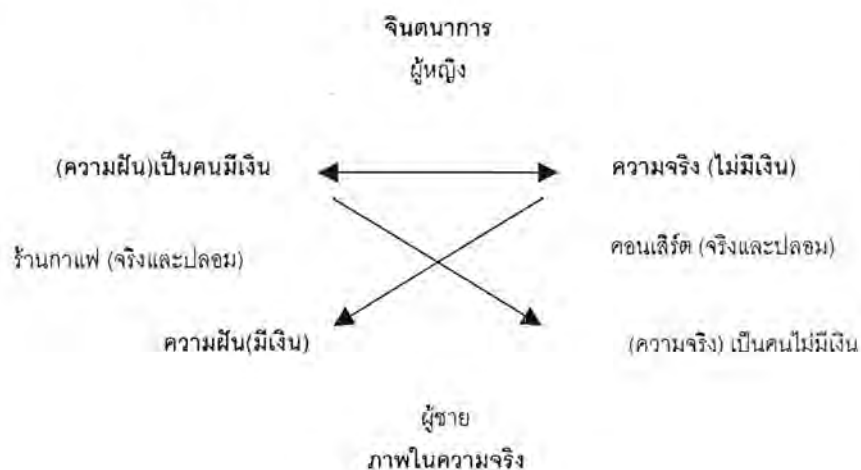 จินตนาการ
ผู้หญิง
(ความฝัน)เป็นคนมีเงิน
ความจริง (ไม่มีเงิน)
ร้านกาแฟ (จริงและปลอม)
คอนเสิร์ต (จริงและปลอม)
ความฝัน(มีเงิน)
(ความจริง) เป็นคนไม่มีเงิน
ผู้ชาย
ภาพในความจริง